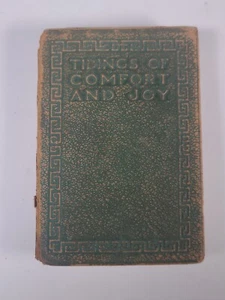 TIDINGS OF
COMFORT
AND JOY